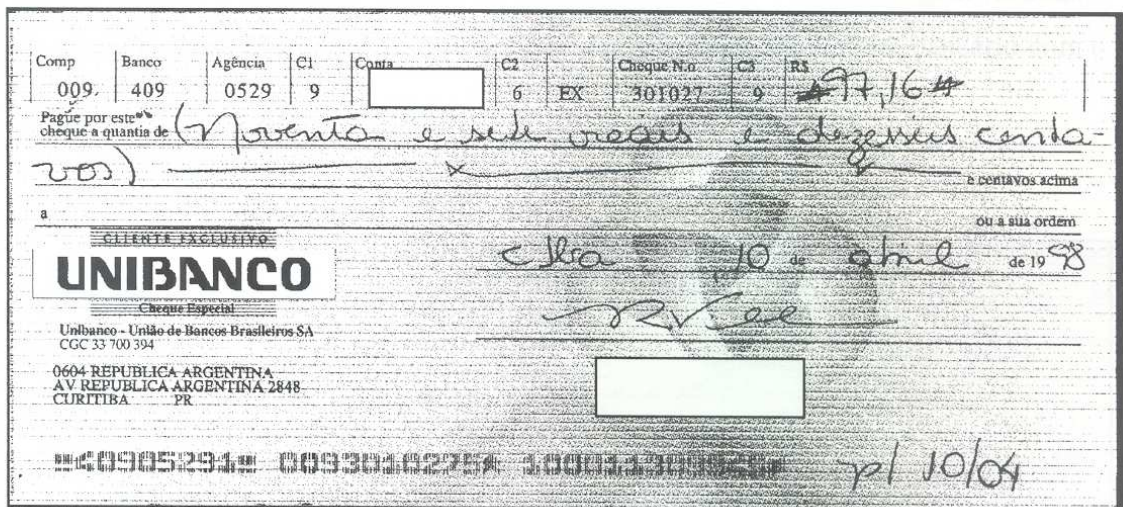 Comp Banco Agência C1 Conta C2 Cheque N.o C3 R$
009 409 0529 9 6 EX 301027 9 #97,16#
Pague por este
cheque a quantia de (Noventa e sete reais e dezesseis centa-
vos) x e centavos acima
a ou a sua ordem
CLIENTE EXCLUSIVO
UNIBANCO
Cheque Especial
Ctba 10 de abril de 1998
Unibanco - União de Bancos Brasileiros SA
CGC 33 700 394
0604 REPUBLICA ARGENTINA
AV REPUBLICA ARGENTINA 2848
CURITIBA PR
p/ 10/04